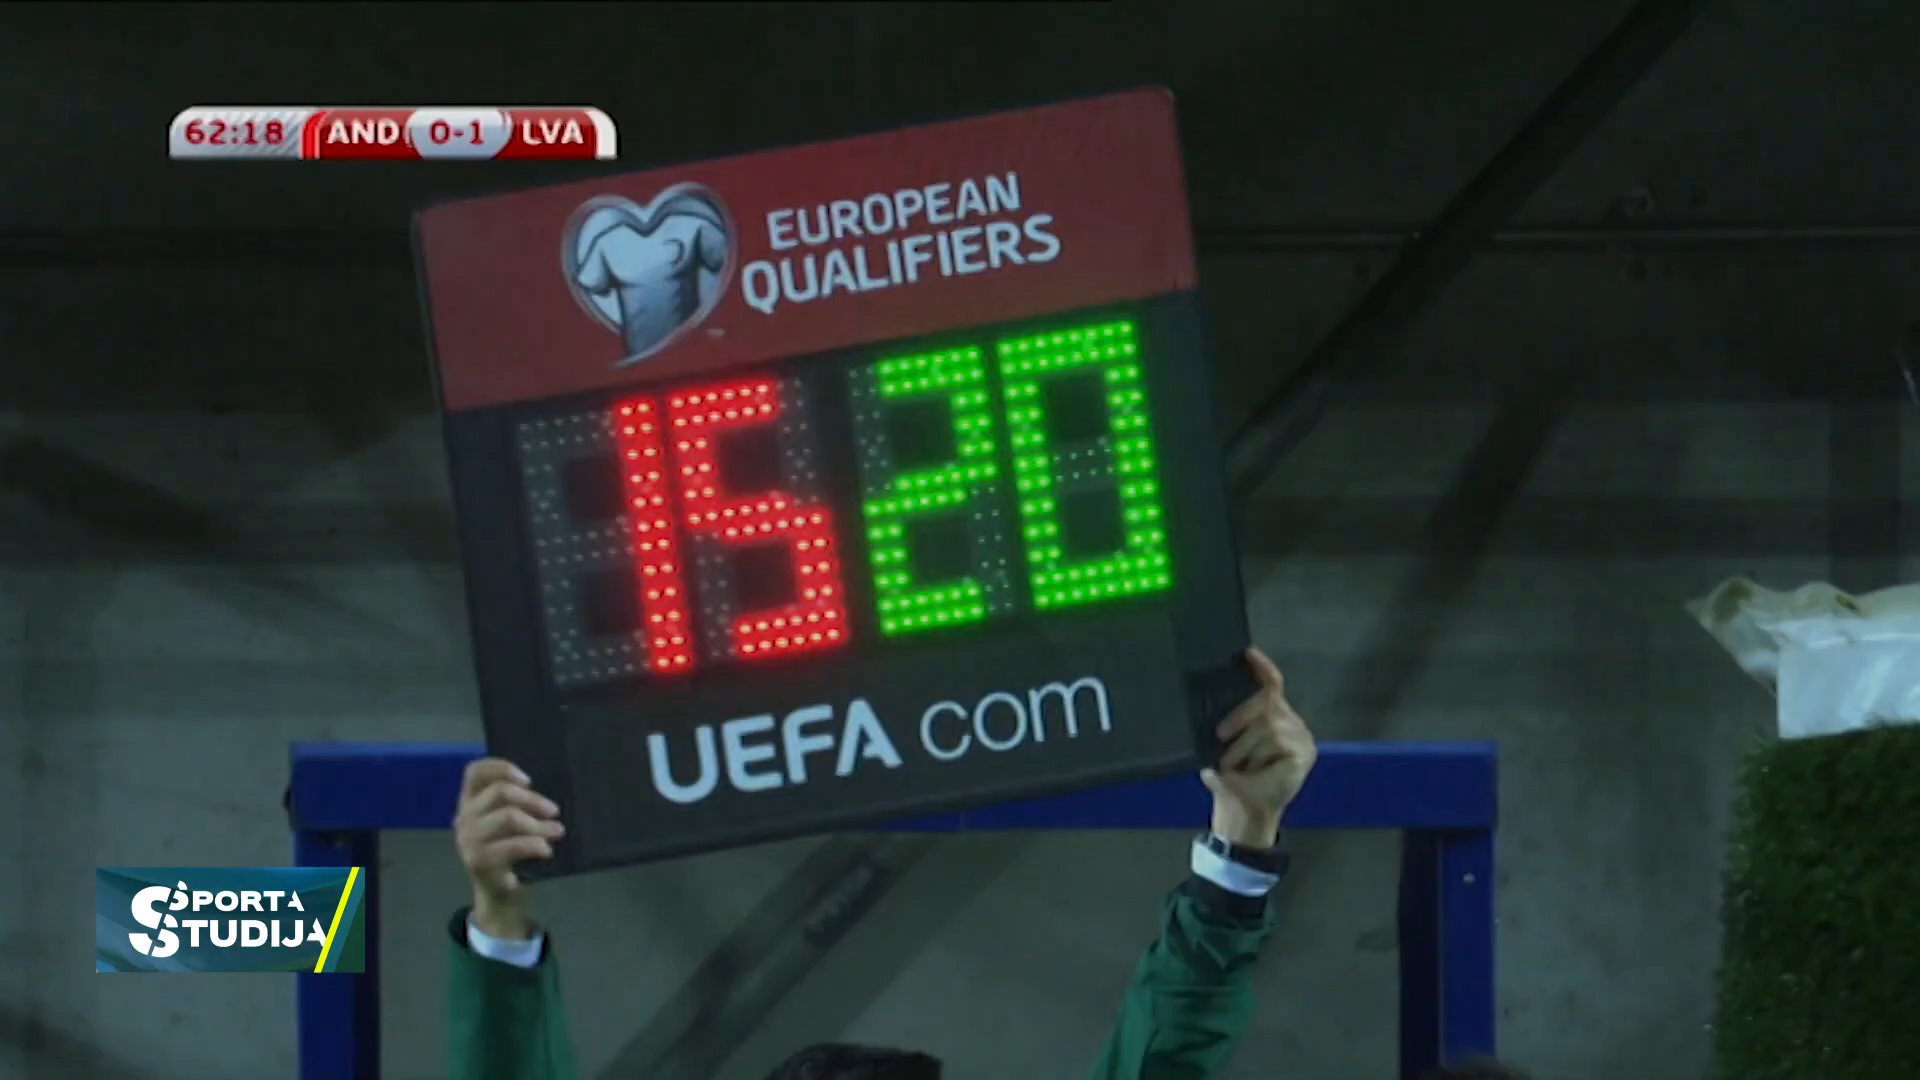 62:18 AND 0-1 LVA
EUROPEAN
QUALIFIERS
15 20
UEFA com
SPORTA
STUDIJA